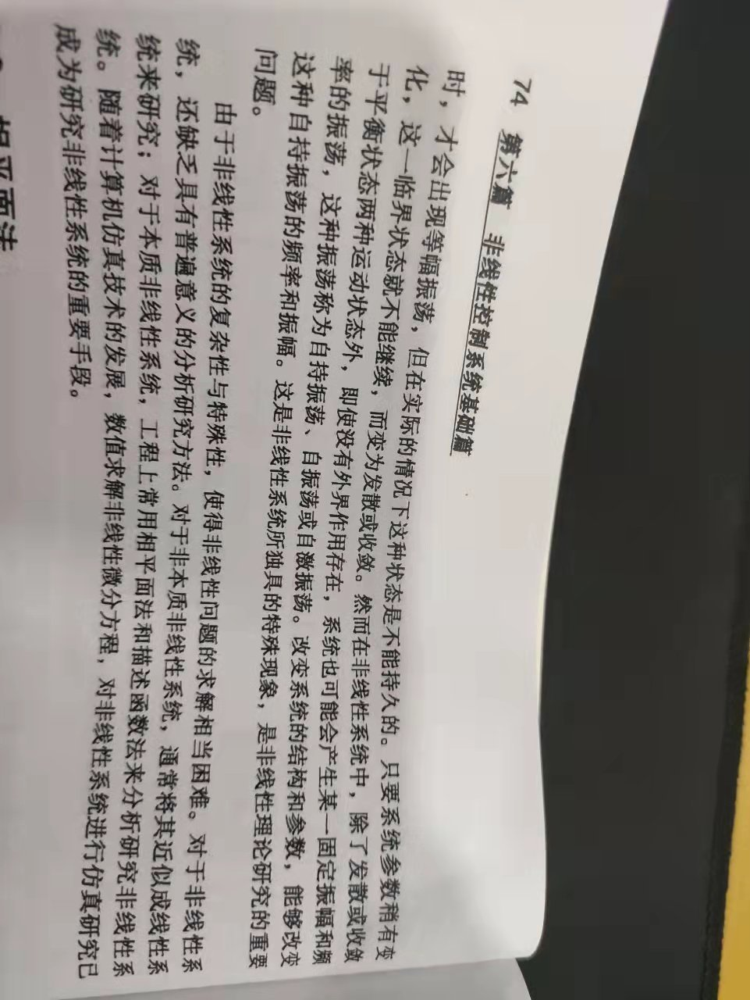 74 第六篇 非线性控制系统基础篇
时，才会出现等幅振荡，但在实际的情况下这种状态是不能持久的。只要系统参数稍有变
化，这一临界状态就不能继续，而变为发散或收敛。然而在非线性系统中，除了发散或收敛
于平衡状态两种运动状态外，即使没有外界作用存在，系统也可能会产生某一固定振幅和频
率的振荡，这种振荡称为自持振荡、自振荡或自激振荡。改变系统的结构和参数，能够改变
这种自持振荡的频率和振幅。这是非线性系统所独具的特殊现象，是非线性理论研究的重要
问题。
由于非线性系统的复杂性与特殊性，使得非线性问题的求解相当困难。对于非线性系
统，还缺乏具有普遍意义的分析研究方法。对于非本质非线性系统，通常将其近似成线性系
统来研究；对于本质非线性系统，工程上常用相平面法和描述函数法来分析研究非线性系
统。随着计算机仿真技术的发展，数值求解非线性微分方程，对非线性系统进行仿真研究已
成为研究非线性系统的重要手段。
相平面法